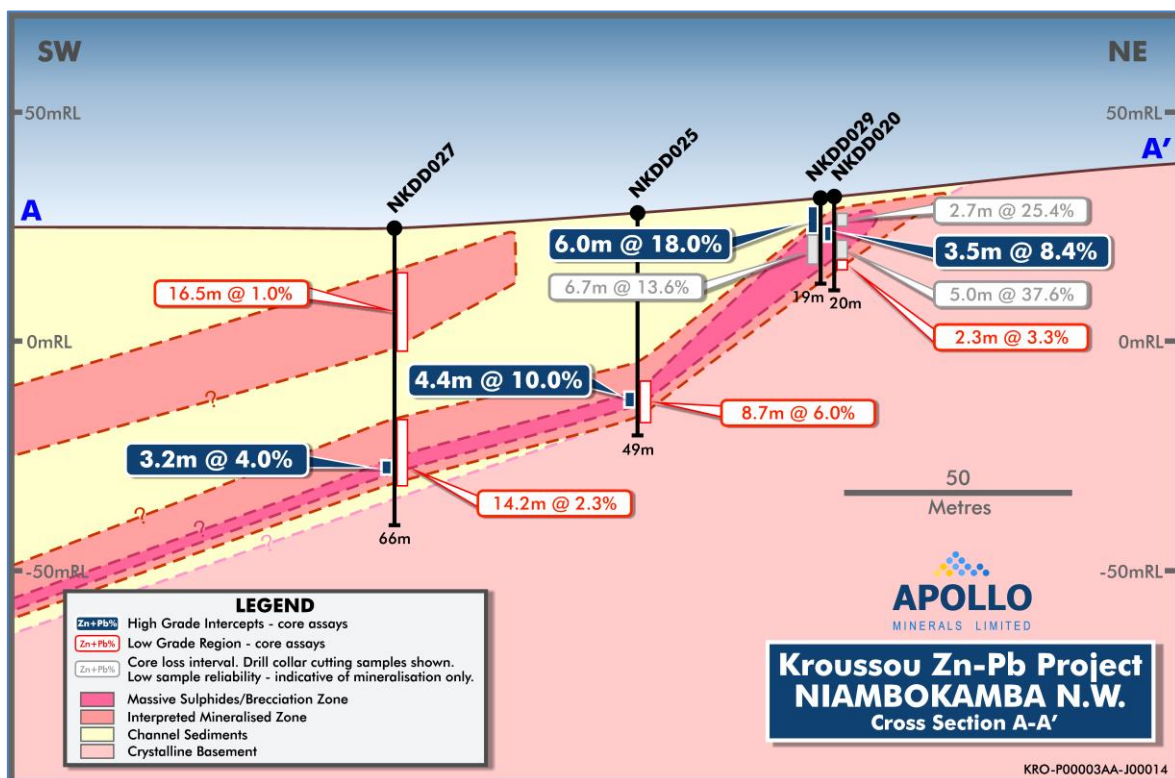 SW
NE
50mRL
50mRL
NKDD027
NKDD025
NKDD029
NKDD020
A
A'
2.7m @ 25.4%
6.0m @ 18.0%
3.5m @ 8.4%
16.5m @ 1.0%
6.7m @ 13.6%
19m
20m
5.0m @ 37.6%
0mRL
0mRL
2.3m @ 3.3%
4.4m @ 10.0%
?
8.7m @ 6.0%
49m
3.2m @ 4.0%
50
14.2m @ 2.3%
Metres
?
?
66m
?
-50mRL
-50mRL
LEGEND
Zn+Pb% High Grade Intercepts - core assays
Zn+Pb% Low Grade Region - core assays
Zn+Pb% Core loss interval. Drill collar cutting samples shown.
Low sample reliability - indicative of mineralisation only.
Massive Sulphides/Brecciation Zone
Interpreted Mineralised Zone
Channel Sediments
Crystalline Basement
APOLLO
MINERALS LIMITED
Kroussou Zn-Pb Project
NIAMBOKAMBA N.W.
Cross Section A-A'
KRO-P00003AA-J00014